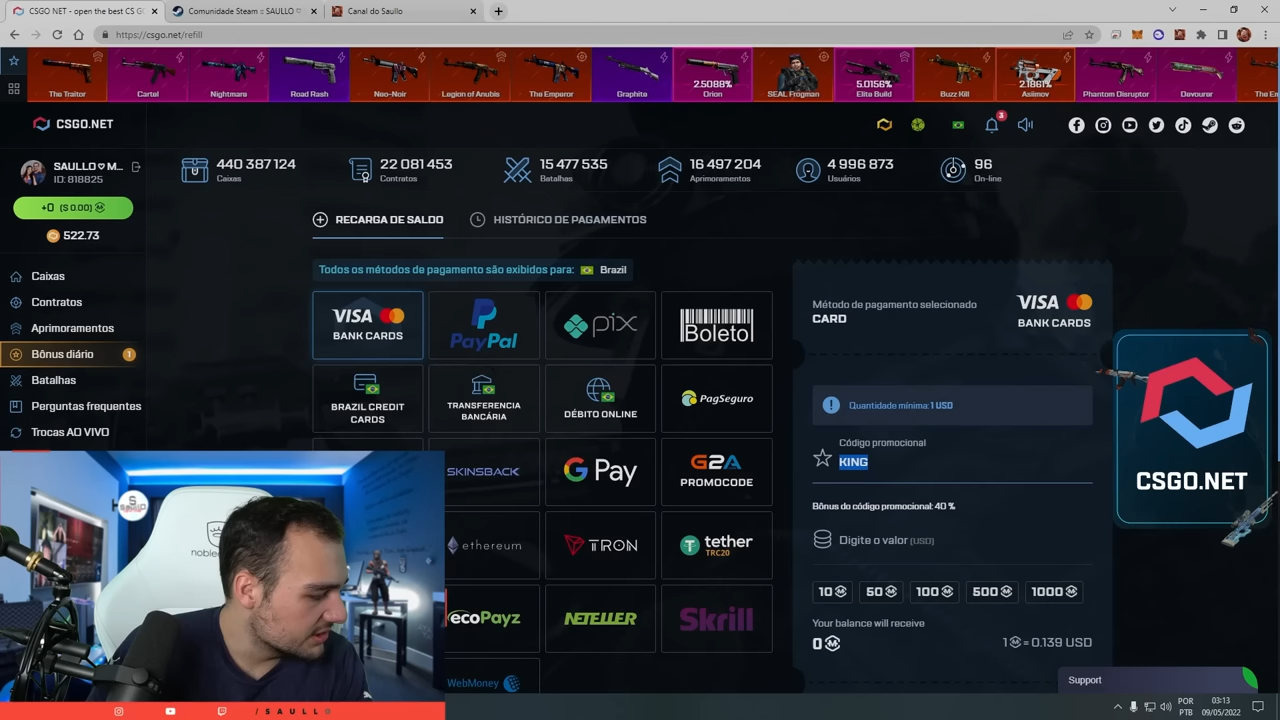 CSGO NET - open the best CS GO
Comunidade Steam :: SAULLO
Canal do Saullo
https://csgo.net/refill
The Traitor
Cartel
Nightmare
Road Rash
Neo-Noir
Legion of Anubis
The Emperor
Graphite
2.5088%
Orion
SEAL Frogman
5.0156%
Elite Build
Buzz Kill
2.1861%
Asiimov
Phantom Disruptor
Devourer
The Em
CSGO.NET
3
SAULLO ♡ M...
ID: 818825
440 387 124
Caixas
22 081 453
Contratos
15 477 535
Batalhas
16 497 204
Aprimoramentos
4 996 873
Usuários
96
On-line
+0 ($ 0.00)
522.73
RECARGA DE SALDO
HISTÓRICO DE PAGAMENTOS
Caixas
Contratos
Aprimoramentos
Bônus diário 1
Batalhas
Perguntas frequentes
Trocas AO VIVO
Todos os métodos de pagamento são exibidos para: Brazil
VISA
BANK CARDS
PayPal
pix
Boleto
BRAZIL CREDIT
CARDS
TRANSFERENCIA
BANCÁRIA
DÉBITO ONLINE
PagSeguro
SKINSBACK
G Pay
G2A
PROMOCODE
ethereum
TRON
tether
TRC20
ecoPayz
NETELLER
Skrill
WebMoney
Método de pagamento selecionado
CARD
VISA
BANK CARDS
Quantidade mínima: 1 USD
Código promocional
KING
Bônus do código promocional: 40 %
Digite o valor (USD)
10
50
100
500
1000
Your balance will receive
0
1 = 0.139 USD
CSGO.NET
Support
noblec
/SAULLO
POR
PTB
03:13
09/05/2022